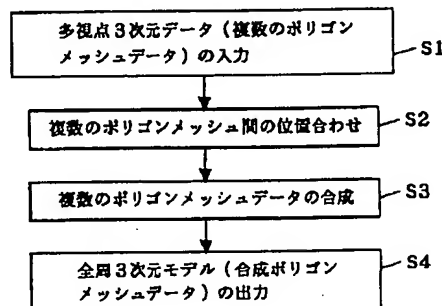 多視点3次元データ(複数のポリゴン
メッシュデータ)の入力
S1
複数のポリゴンメッシュ間の位置合わせ
S2
複数のポリゴンメッシュデータの合成
S3
全周3次元モデル(合成ポリゴン
メッシュデータ)の出力
S4